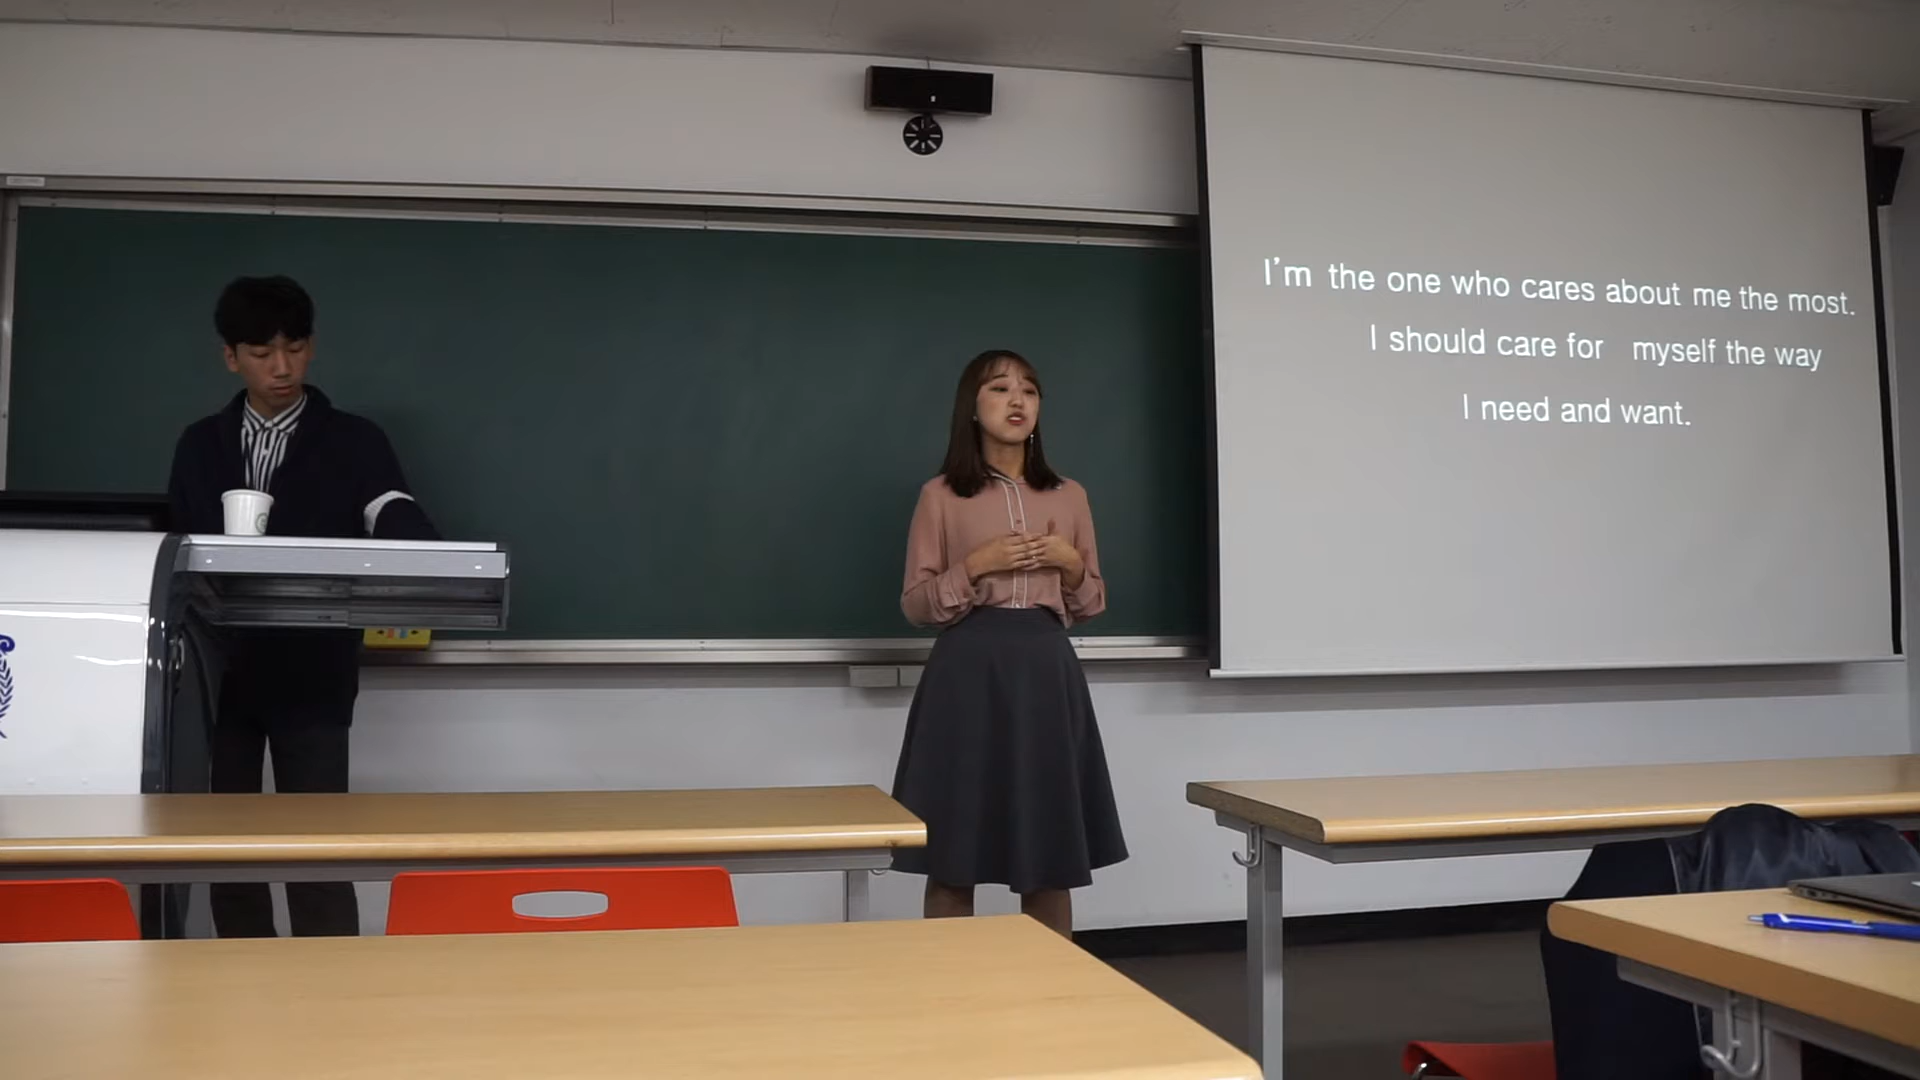 I'm the one who cares about me the most.
I should care for myself the way
I need and want.